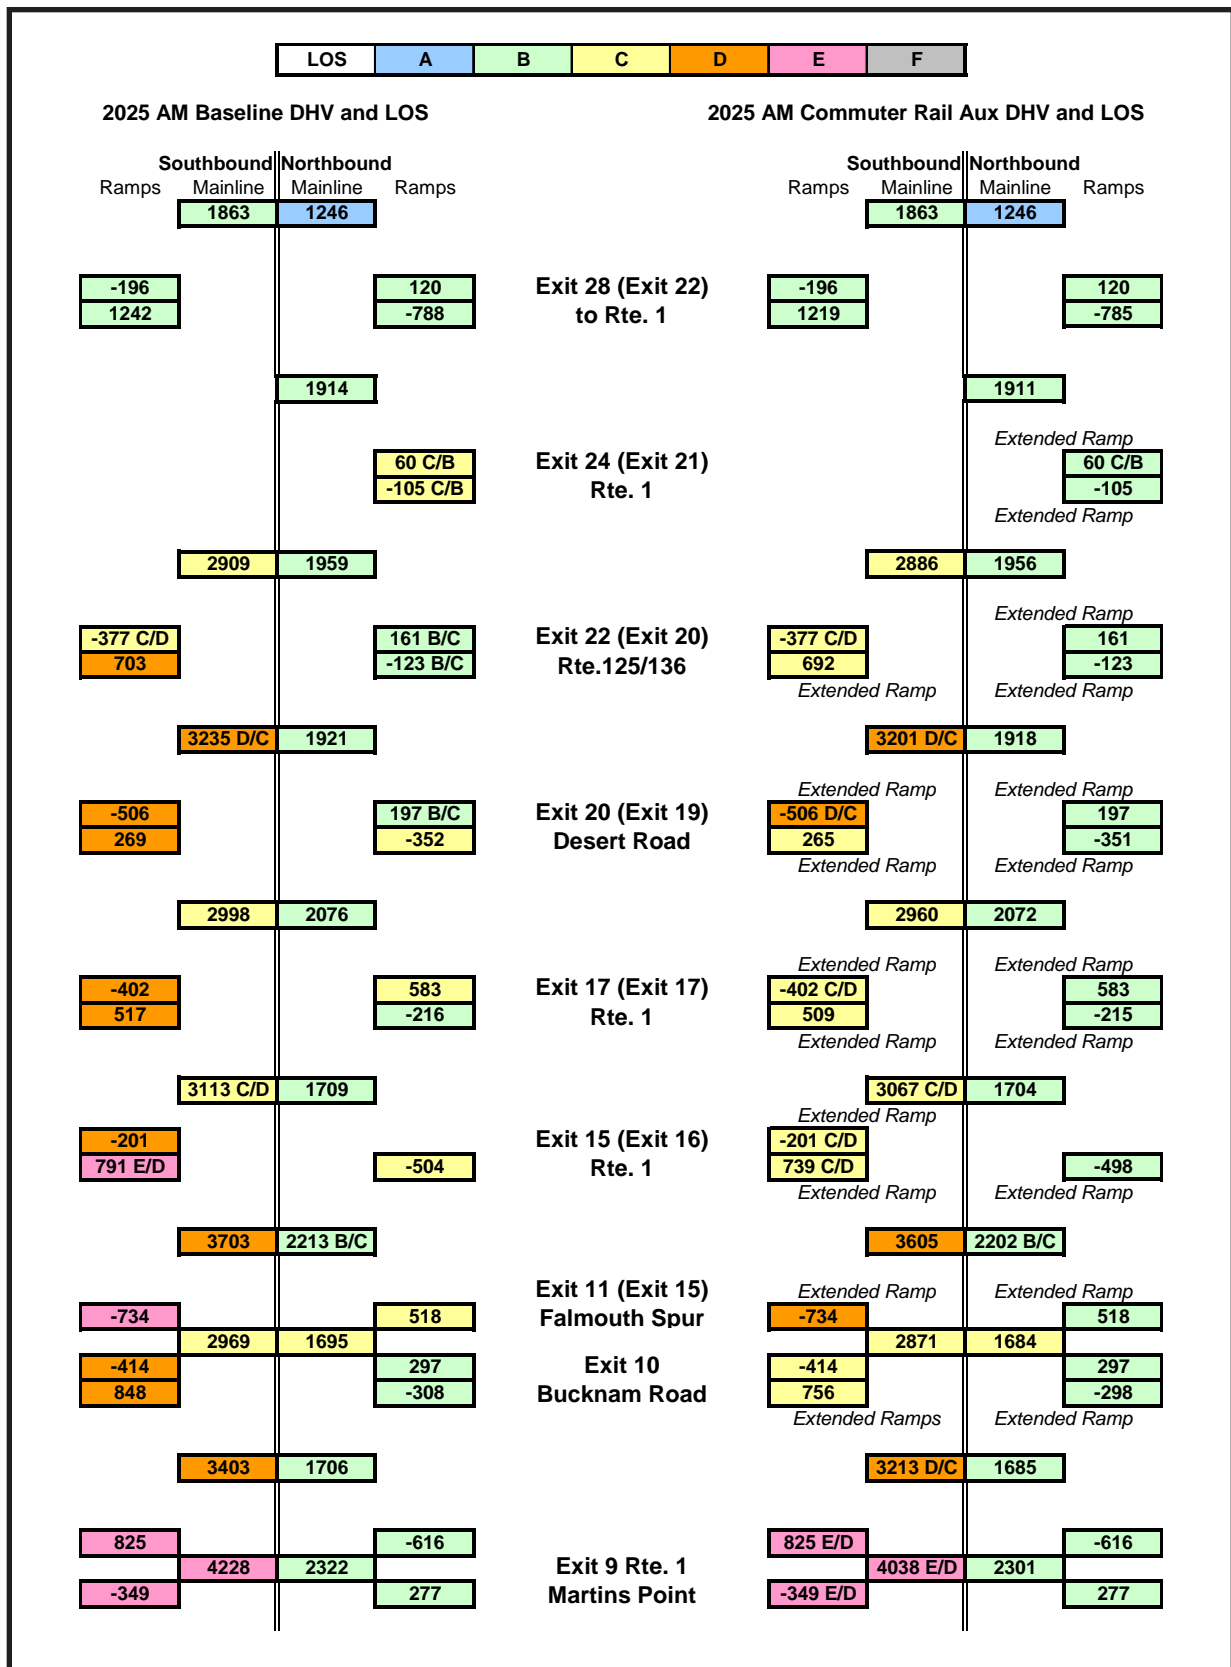 LOS A B C D E F
2025 AM Baseline DHV and LOS 2025 AM Commuter Rail Aux DHV and LOS
Southbound Northbound Southbound Northbound
Ramps Mainline Mainline Ramps Ramps Mainline Mainline Ramps
1863 1246 1863 1246
-196 120 Exit 28 (Exit 22) -196 120
1242 -788 to Rte. 1 1219 -785
1914 1911
Extended Ramp
60 C/B Exit 24 (Exit 21) 60 C/B
-105 C/B Rte. 1 -105
Extended Ramp
2909 1959 2886 1956
Extended Ramp
-377 C/D 161 B/C Exit 22 (Exit 20) -377 C/D 161
703 -123 B/C Rte.125/136 692 -123
Extended Ramp Extended Ramp
3235 D/C 1921 3201 D/C 1918
Extended Ramp Extended Ramp
-506 197 B/C Exit 20 (Exit 19) -506 D/C 197
269 -352 Desert Road 265 -351
Extended Ramp Extended Ramp
2998 2076 2960 2072
Extended Ramp Extended Ramp
-402 583 Exit 17 (Exit 17) -402 C/D 583
517 -216 Rte. 1 509 -215
Extended Ramp Extended Ramp
3113 C/D 1709 3067 C/D 1704
Extended Ramp
-201 Exit 15 (Exit 16) -201 C/D
791 E/D -504 Rte. 1 739 C/D -498
Extended Ramp Extended Ramp
3703 2213 B/C 3605 2202 B/C
Exit 11 (Exit 15) Extended Ramp Extended Ramp
-734 518 Falmouth Spur -734 518
2969 1695 2871 1684
-414 297 Exit 10 -414 297
848 -308 Bucknam Road 756 -298
Extended Ramps Extended Ramp
3403 1706 3213 D/C 1685
825 -616 825 E/D -616
4228 2322 Exit 9 Rte. 1 4038 E/D 2301
-349 277 Martins Point -349 E/D 277